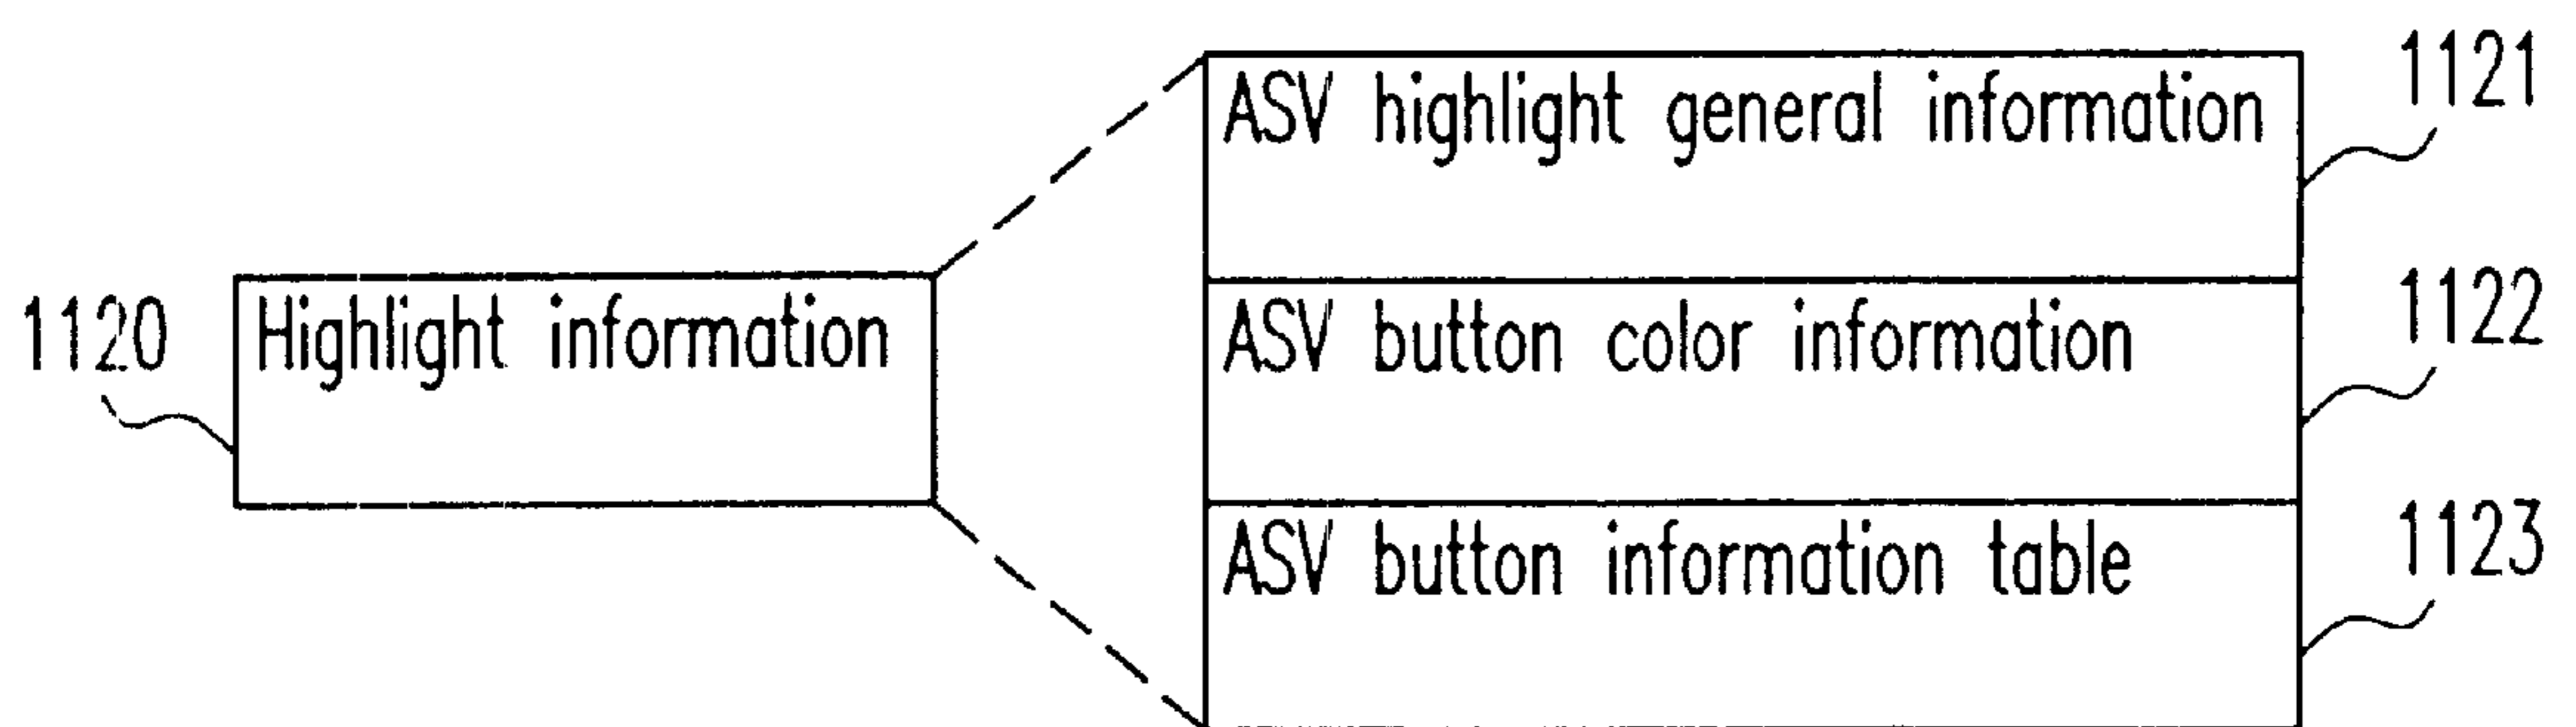 1120
Highlight information
ASV highlight general information
1121
ASV button color information
1122
ASV button information table
1123